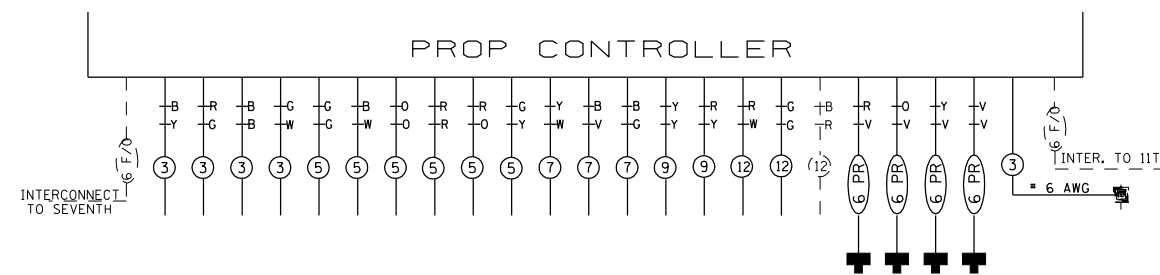 PROP CONTROLLER
B R B G G B O R R G Y B B Y R R G B R O Y V
Y G B W G W O R O Y W V G Y Y W G R V V V V
(6 F/O) 3 3 3 3 5 5 5 5 5 5 7 7 7 9 9 12 12 (12) 6 PR 6 PR 6 PR 6 PR 3 (6 F/O)
INTER. TO 11T
# 6 AWG
INTERCONNECT
TO SEVENTH